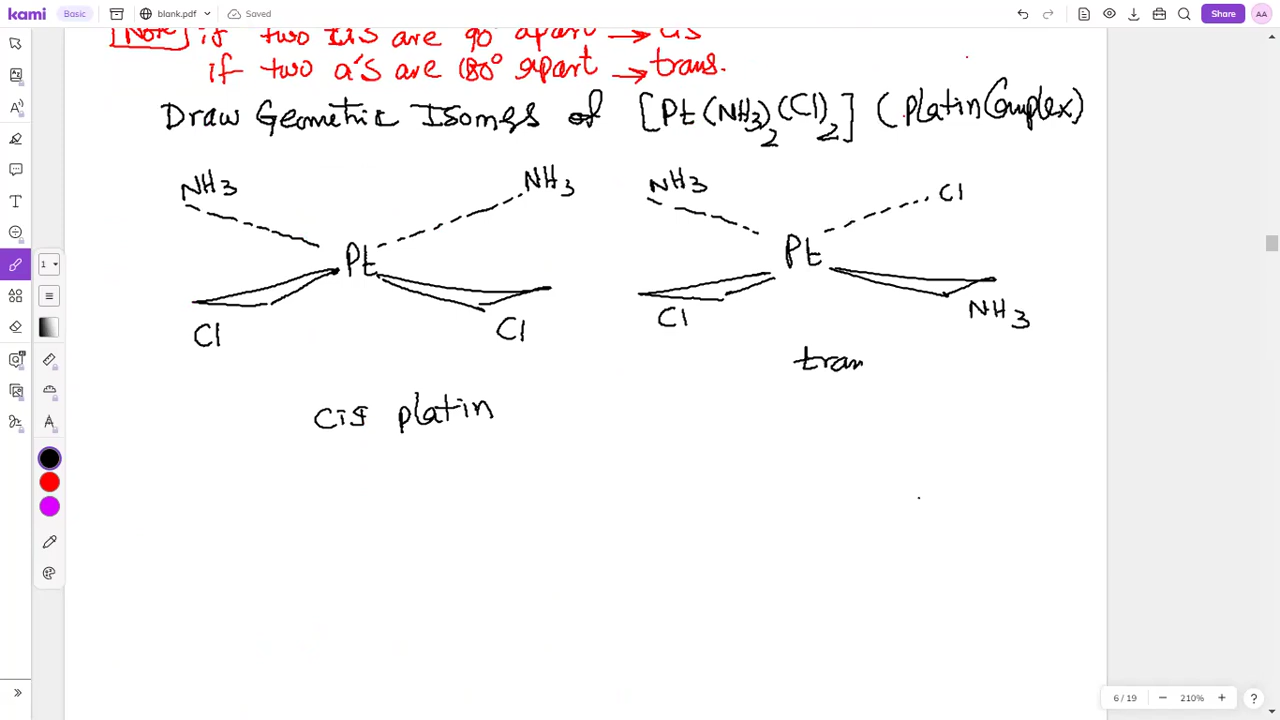 kami Basic blank.pdf Saved Share AA
[Note] if two a's are 90° apart → cis
if two a's are 180° apart → trans.
Draw Geometric Isomers of [Pt(NH3)2(Cl)2] (Platin Complex)
NH3 NH3 NH3 Cl
Pt Pt
Cl Cl Cl NH3
tran
cis platin
1
6 / 19 210%